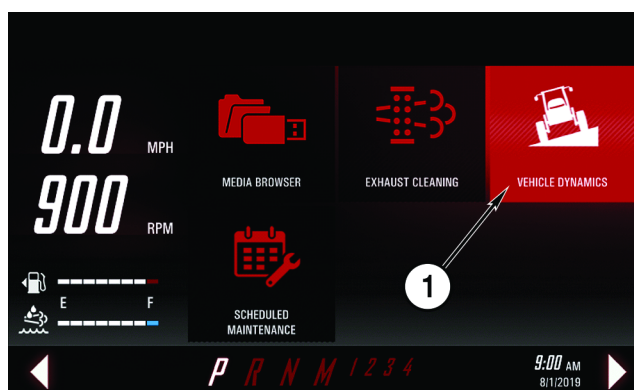 0.0 MPH
900 RPM
E F
MEDIA BROWSER
EXHAUST CLEANING
VEHICLE DYNAMICS
SCHEDULED
MAINTENANCE
1
P R N M 1 2 3 4
9:00 AM
8/1/2019